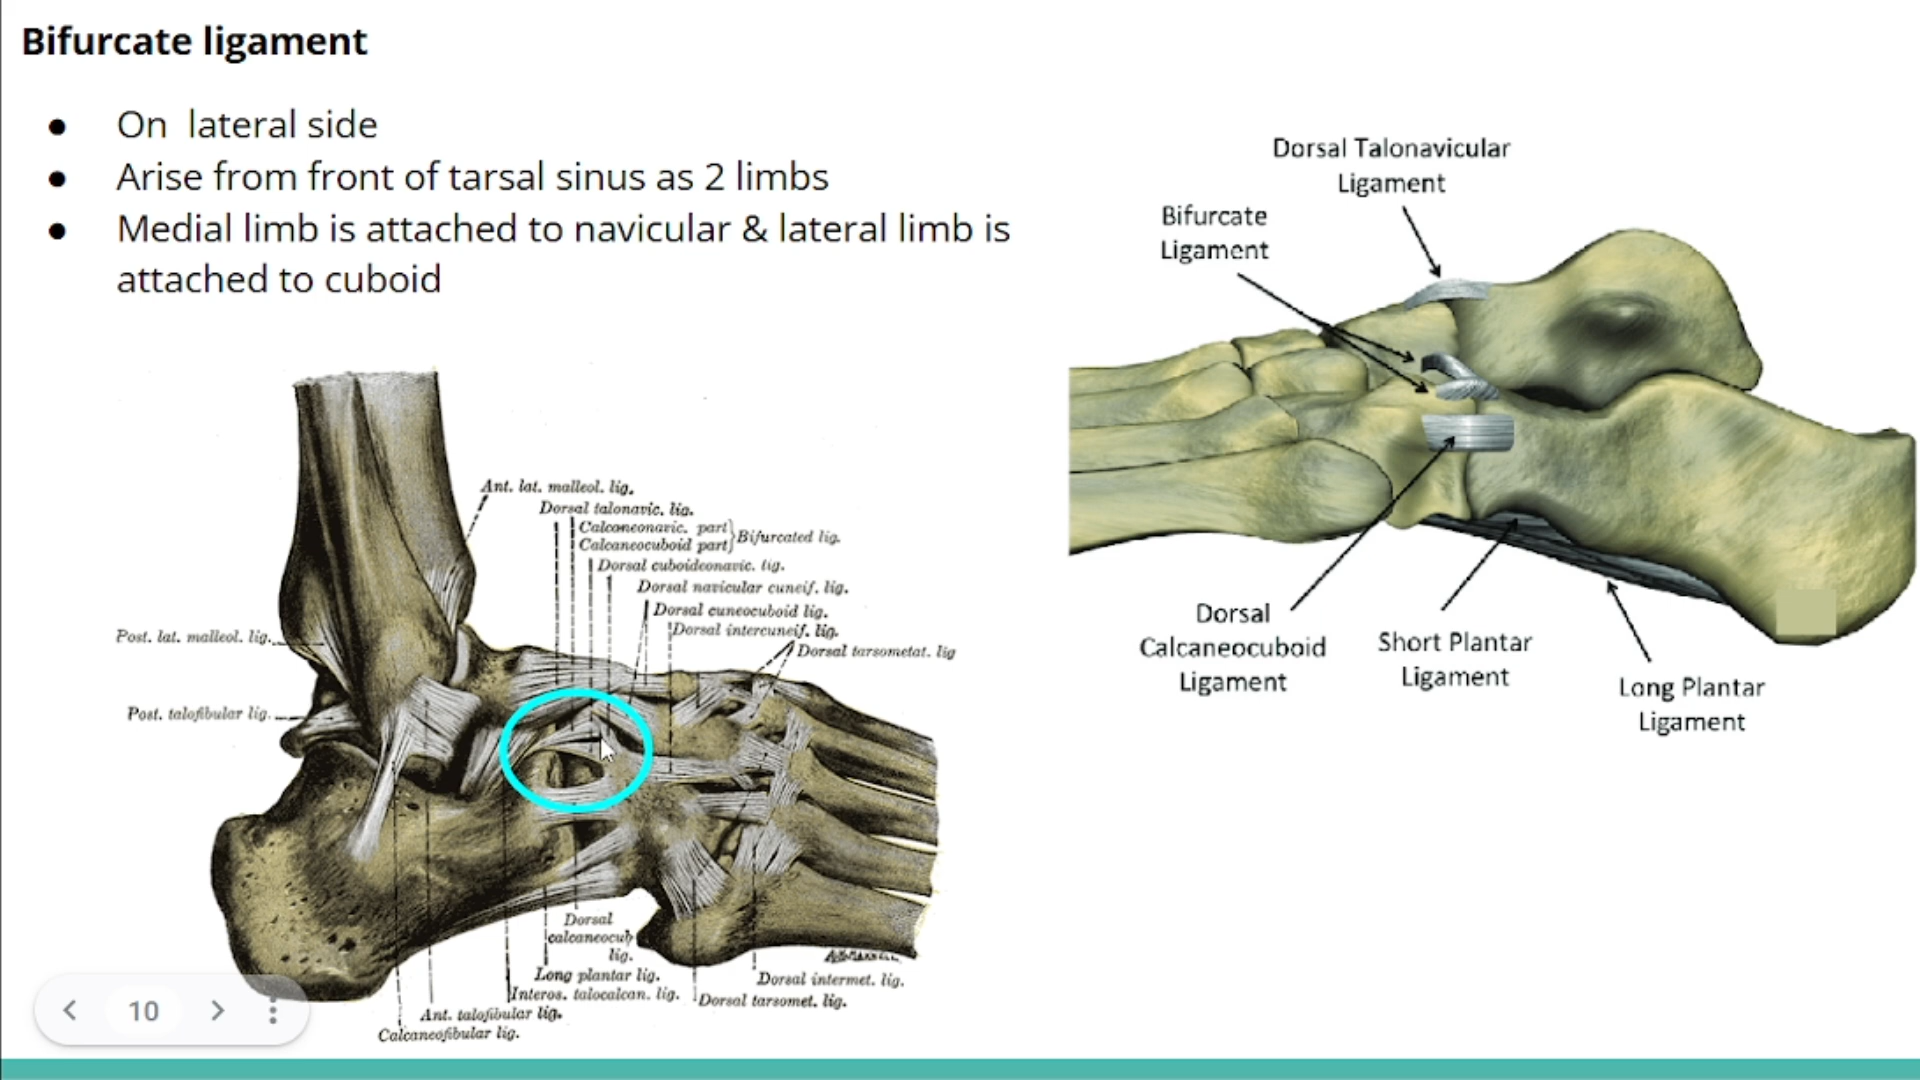 Bifurcate ligament
● On lateral side
● Arise from front of tarsal sinus as 2 limbs
● Medial limb is attached to navicular & lateral limb is
attached to cuboid
Ant. lat. malleol. lig.
Dorsal talonavic. lig.
Calcaneonavic. part
Calcaneocuboid part
Bifurcated lig.
Dorsal cuboideonavic. lig.
Dorsal navicular cuneif. lig.
Dorsal cuneocuboid lig.
Dorsal intercuneif. lig.
Dorsal tarsometat. lig
Post. lat. malleol. lig.
Post. talofibular lig.
Dorsal
calcaneocub
lig.
Long plantar lig.
Interos. talocalcan. lig.
Ant. talofibular lig.
Calcaneofibular lig.
Dorsal intermet. lig.
Dorsal tarsomet. lig.
Dorsal Talonavicular
Ligament
Bifurcate
Ligament
Dorsal
Calcaneocuboid
Ligament
Short Plantar
Ligament
Long Plantar
Ligament
10